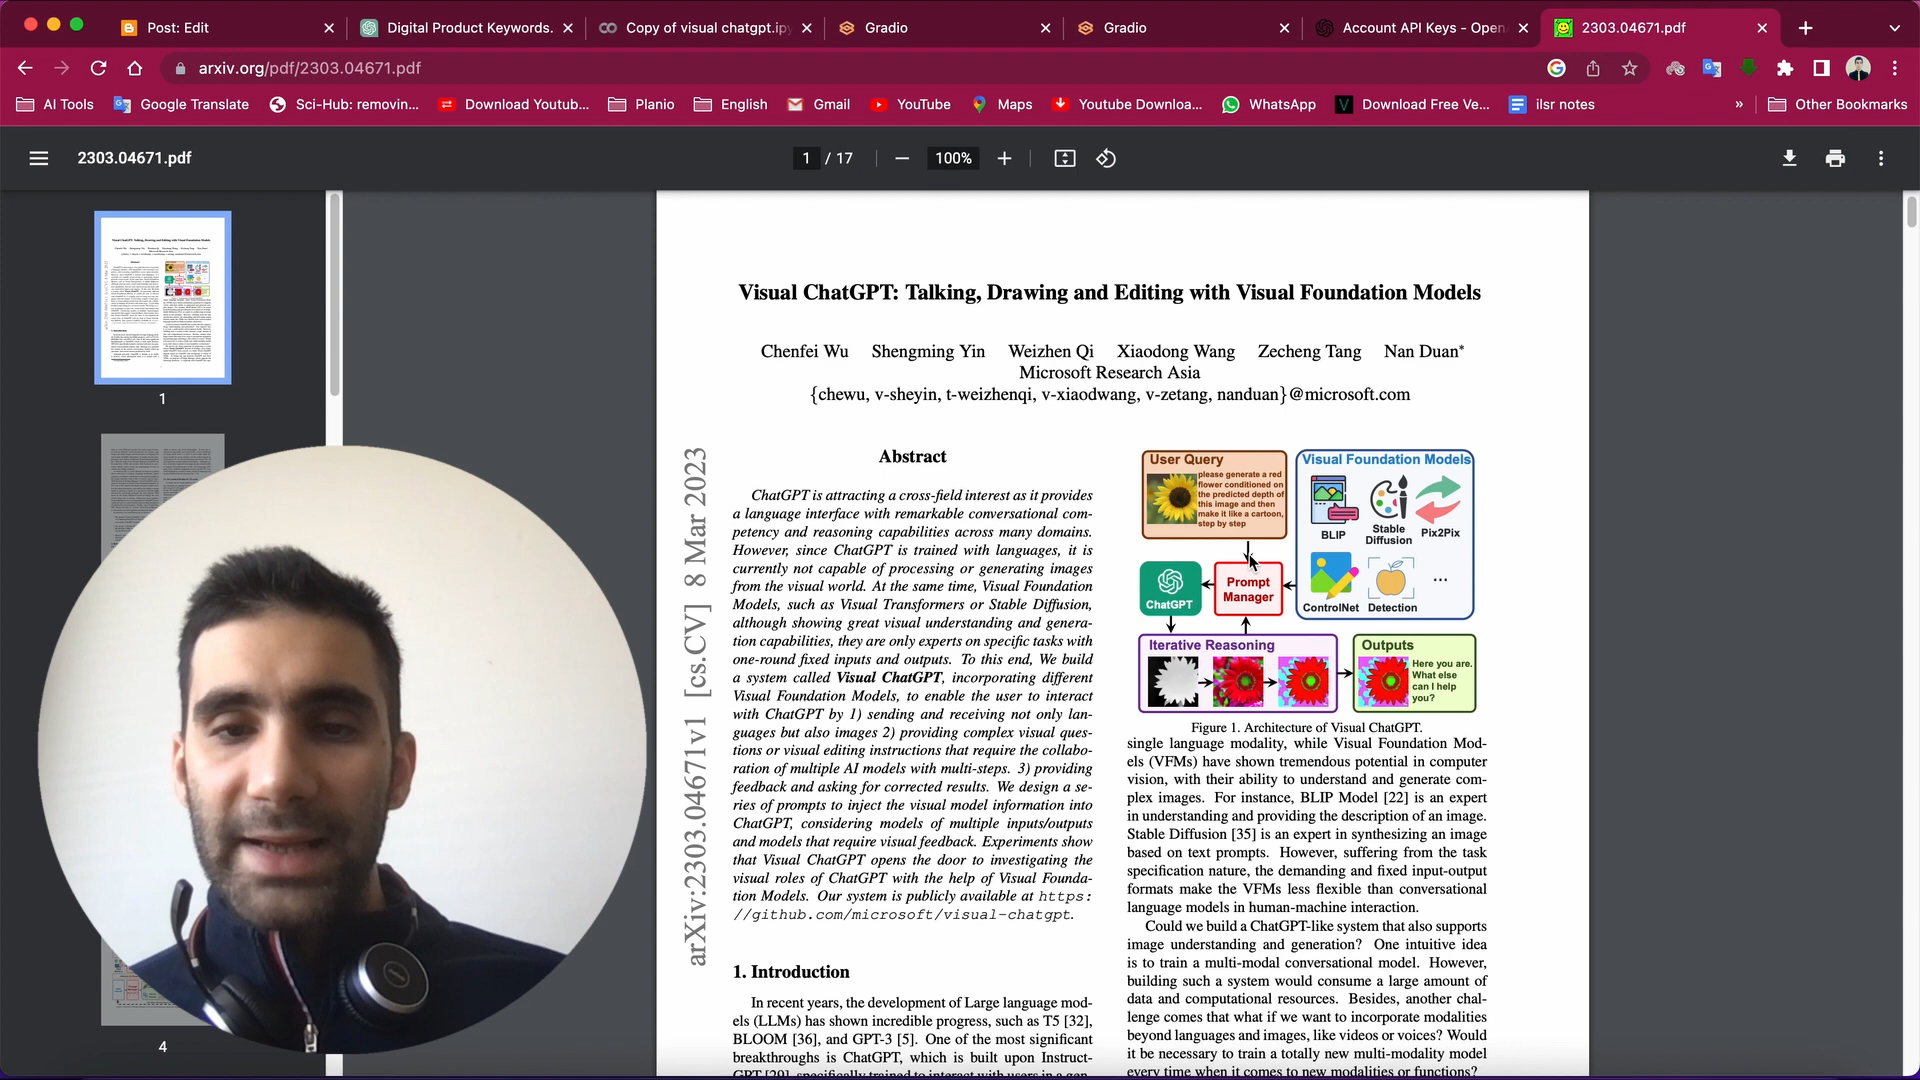 Post: Edit
Digital Product Keywords.
Copy of visual chatgpt.ipy
Gradio
Gradio
Account API Keys - Open
2303.04671.pdf
arxiv.org/pdf/2303.04671.pdf
AI Tools
Google Translate
Sci-Hub: removin...
Download Youtub...
Planio
English
Gmail
YouTube
Maps
Youtube Downloa...
WhatsApp
Download Free Ve...
ilsr notes
»
Other Bookmarks
2303.04671.pdf
1 / 17
100%
1
4
Visual ChatGPT: Talking, Drawing and Editing with Visual Foundation Models
Chenfei Wu Shengming Yin Weizhen Qi Xiaodong Wang Zecheng Tang Nan Duan*
Microsoft Research Asia
{chewu, v-sheyin, t-weizhenqi, v-xiaodwang, v-zetang, nanduan}@microsoft.com
arXiv:2303.04671v1 [cs.CV] 8 Mar 2023
Abstract
ChatGPT is attracting a cross-field interest as it provides
a language interface with remarkable conversational com-
petency and reasoning capabilities across many domains.
However, since ChatGPT is trained with languages, it is
currently not capable of processing or generating images
from the visual world. At the same time, Visual Foundation
Models, such as Visual Transformers or Stable Diffusion,
although showing great visual understanding and genera-
tion capabilities, they are only experts on specific tasks with
one-round fixed inputs and outputs. To this end, We build
a system called Visual ChatGPT, incorporating different
Visual Foundation Models, to enable the user to interact
with ChatGPT by 1) sending and receiving not only lan-
guages but also images 2) providing complex visual ques-
tions or visual editing instructions that require the collabo-
ration of multiple AI models with multi-steps. 3) providing
feedback and asking for corrected results. We design a se-
ries of prompts to inject the visual model information into
ChatGPT, considering models of multiple inputs/outputs
and models that require visual feedback. Experiments show
that Visual ChatGPT opens the door to investigating the
visual roles of ChatGPT with the help of Visual Founda-
tion Models. Our system is publicly available at https:
//github.com/microsoft/visual-chatgpt.
1. Introduction
In recent years, the development of Large language mod-
els (LLMs) has shown incredible progress, such as T5 [32],
BLOOM [36], and GPT-3 [5]. One of the most significant
breakthroughs is ChatGPT, which is built upon Instruct-
GPT [29], specifically trained to interact with users in a gen-
User Query
please generate a red
flower conditioned on
the predicted depth of
this image and then
make it like a cartoon,
step by step
Visual Foundation Models
BLIP
Stable
Diffusion
Pix2Pix
ControlNet
Detection
...
ChatGPT
Prompt
Manager
Iterative Reasoning
Outputs
Here you are.
What else
can I help
you?
Figure 1. Architecture of Visual ChatGPT.
single language modality, while Visual Foundation Mod-
els (VFMs) have shown tremendous potential in computer
vision, with their ability to understand and generate com-
plex images. For instance, BLIP Model [22] is an expert
in understanding and providing the description of an image.
Stable Diffusion [35] is an expert in synthesizing an image
based on text prompts. However, suffering from the task
specification nature, the demanding and fixed input-output
formats make the VFMs less flexible than conversational
language models in human-machine interaction.
Could we build a ChatGPT-like system that also supports
image understanding and generation? One intuitive idea
is to train a multi-modal conversational model. However,
building such a system would consume a large amount of
data and computational resources. Besides, another chal-
lenge comes that what if we want to incorporate modalities
beyond languages and images, like videos or voices? Would
it be necessary to train a totally new multi-modality model
every time when it comes to new modalities or functions?